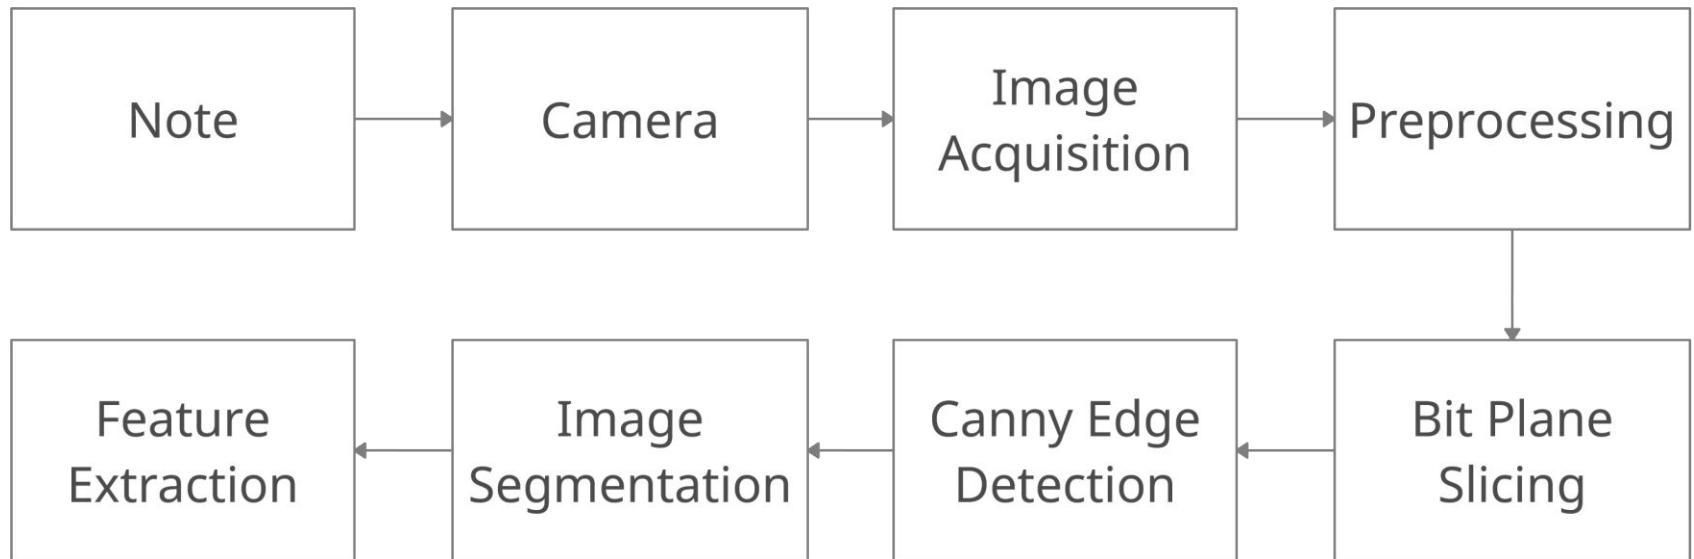 Note
Camera
Image
Acquisition
Preprocessing
Feature
Extraction
Image
Segmentation
Canny Edge
Detection
Bit Plane
Slicing